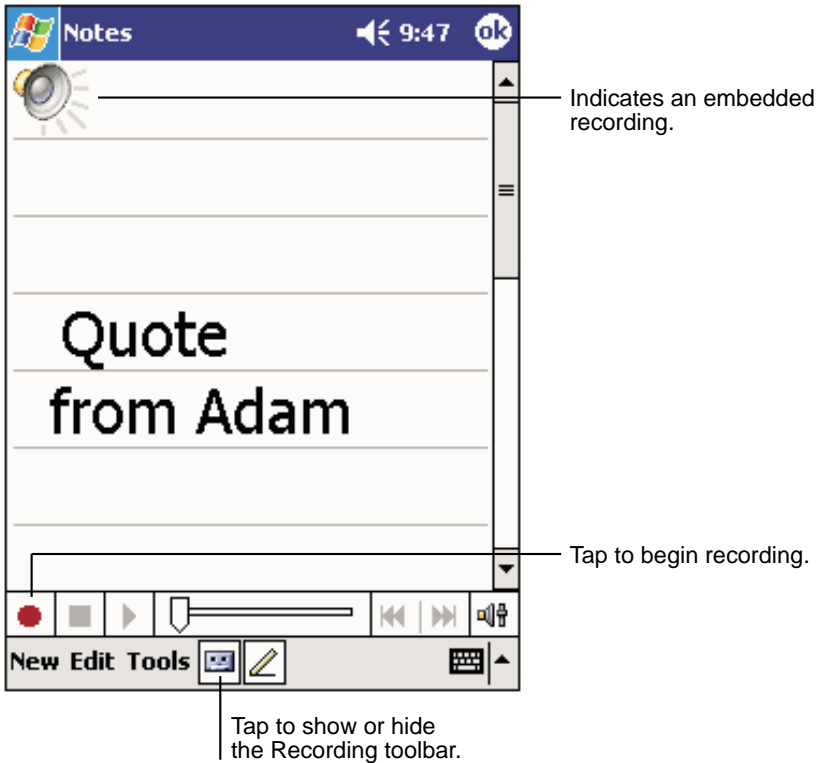 Notes 9:47 ok
Indicates an embedded
recording.
Quote
from Adam
Tap to begin recording.
New Edit Tools
Tap to show or hide
the Recording toolbar.